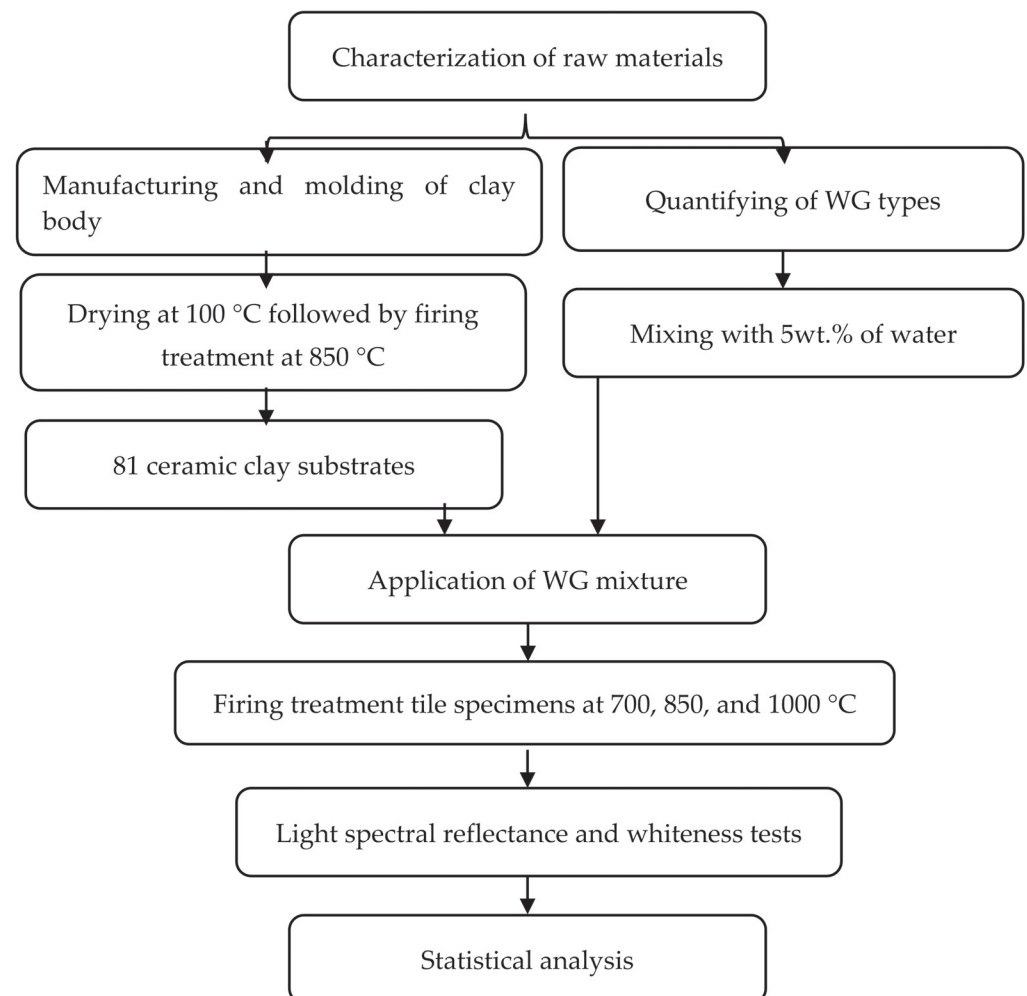 Characterization of raw materials
Manufacturing and molding of clay
body
Quantifying of WG types
Drying at 100 °C followed by firing
treatment at 850 °C
Mixing with 5wt.% of water
81 ceramic clay substrates
Application of WG mixture
Firing treatment tile specimens at 700, 850, and 1000 °C
Light spectral reflectance and whiteness tests
Statistical analysis